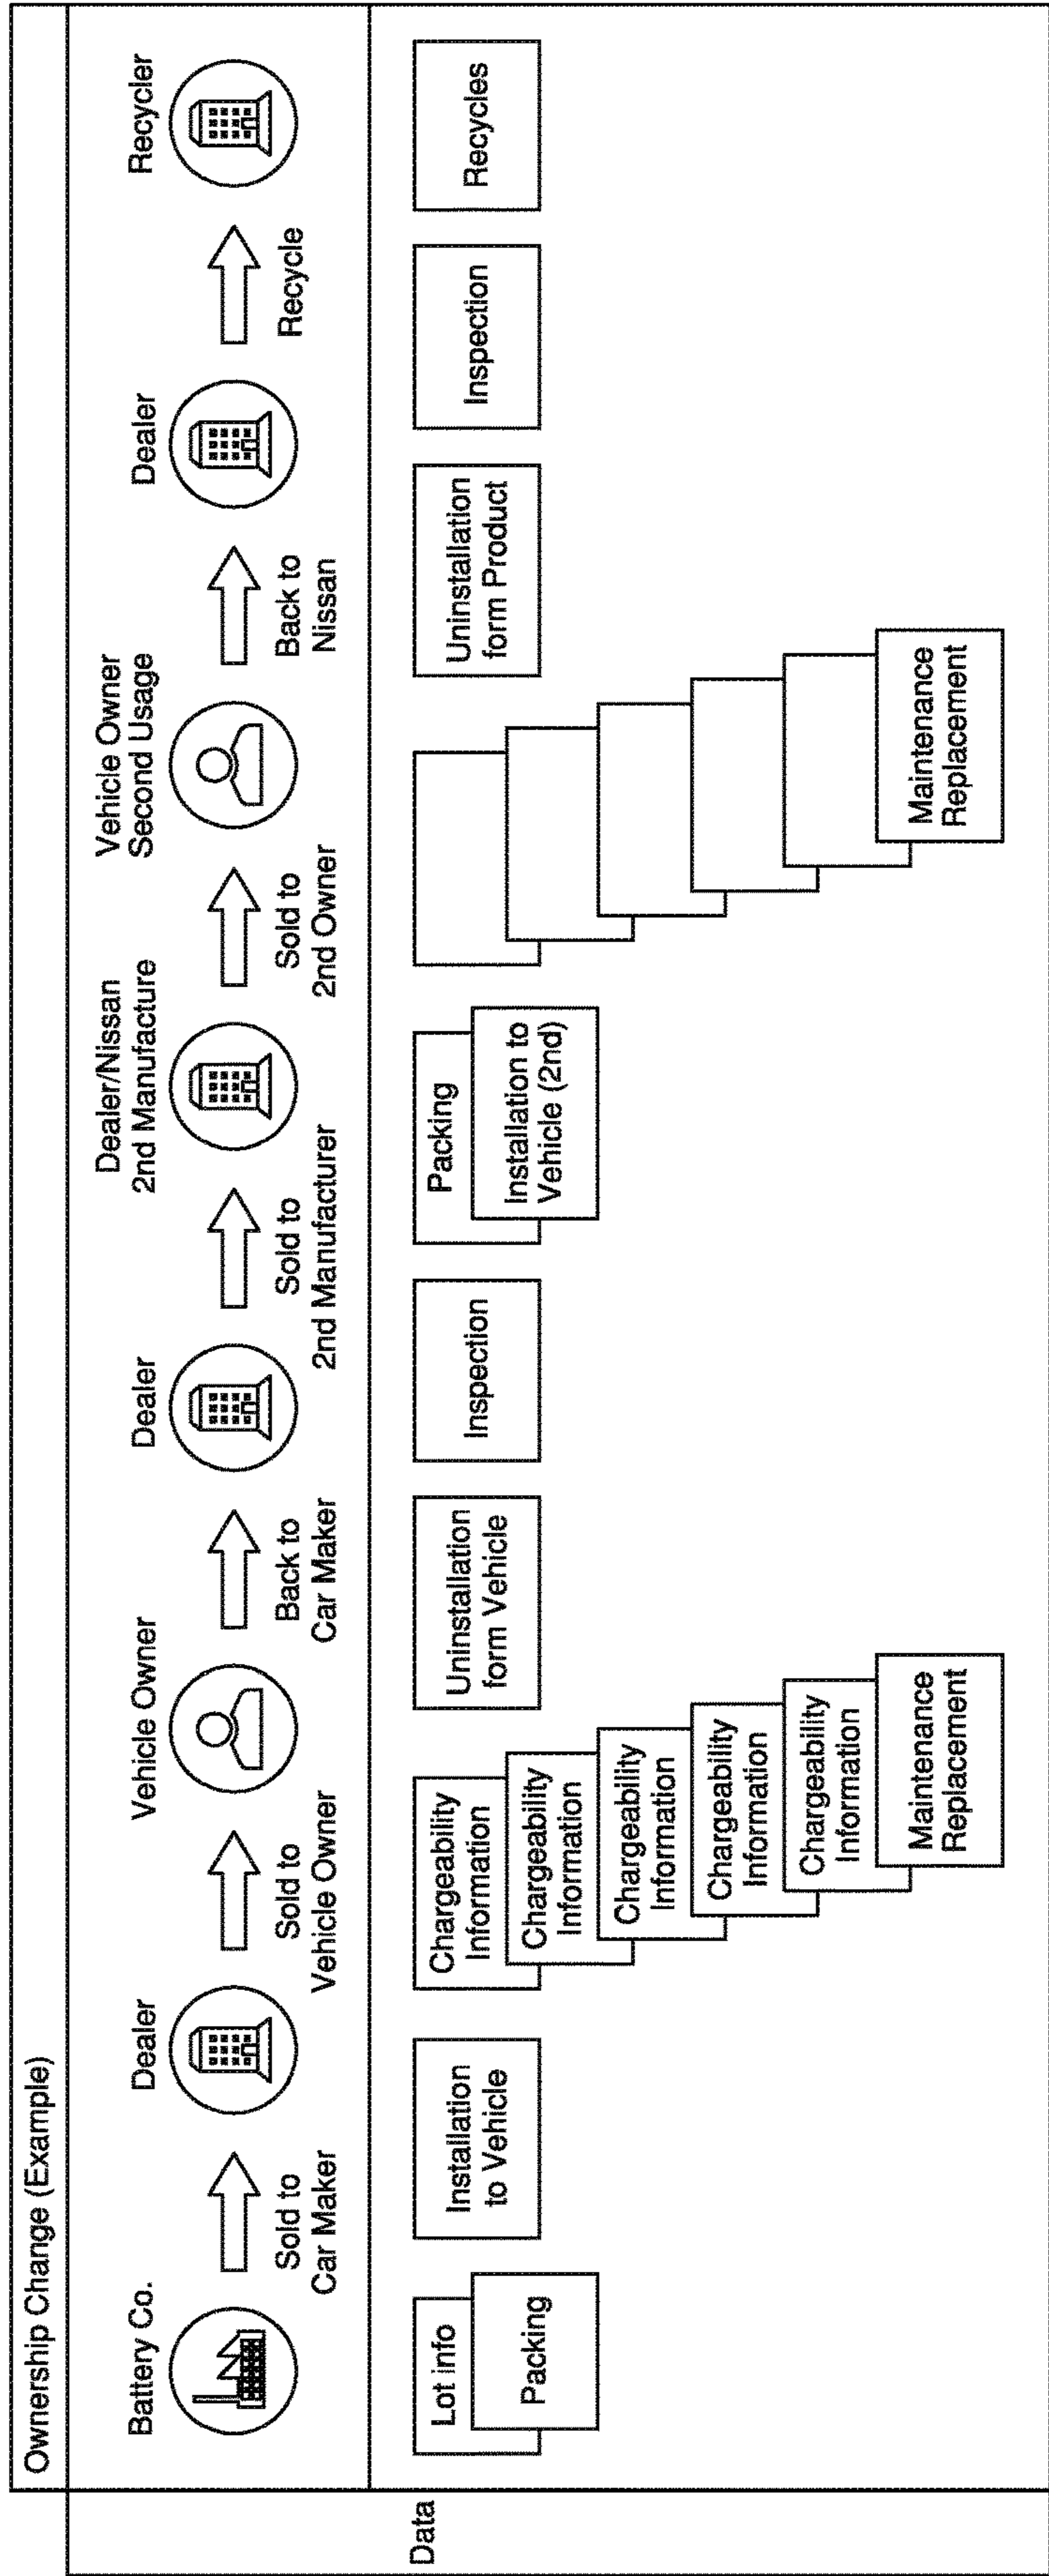 Ownership Change (Example)
Battery Co.
Sold to
Car Maker
Dealer
Sold to
Vehicle Owner
Vehicle Owner
Back to
Car Maker
Dealer
Sold to
2nd Manufacturer
Dealer/Nissan
2nd Manufacture
Sold to
2nd Owner
Vehicle Owner
Second Usage
Back to
Nissan
Dealer
Recycle
Recycler
Data
Lot info
Packing
Installation
to Vehicle
Chargeability
Information
Chargeability
Information
Chargeability
Information
Chargeability
Information
Chargeability
Information
Maintenance
Replacement
Uninstallation
form Vehicle
Inspection
Packing
Installation to
Vehicle (2nd)
Maintenance
Replacement
Uninstallation
form Product
Inspection
Recycles